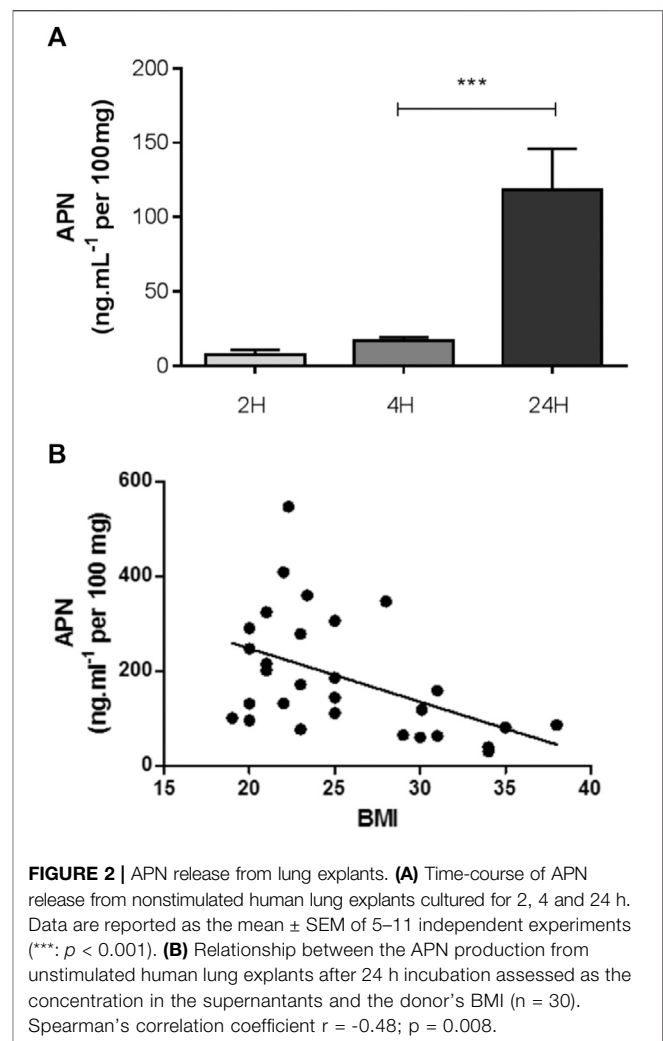 A
200
150
100
50
0
APN
(ng.mL⁻¹ per 100mg)
***
2H 4H 24H
B
600
400
200
0
APN
(ng.ml⁻¹ per 100 mg)
15 20 25 30 35 40
BMI
FIGURE 2 | APN release from lung explants. (A) Time-course of APN
release from nonstimulated human lung explants cultured for 2, 4 and 24 h.
Data are reported as the mean ± SEM of 5–11 independent experiments
(***: p < 0.001). (B) Relationship between the APN production from
unstimulated human lung explants after 24 h incubation assessed as the
concentration in the supernantants and the donor's BMI (n = 30).
Spearman's correlation coefficient r = -0.48; p = 0.008.